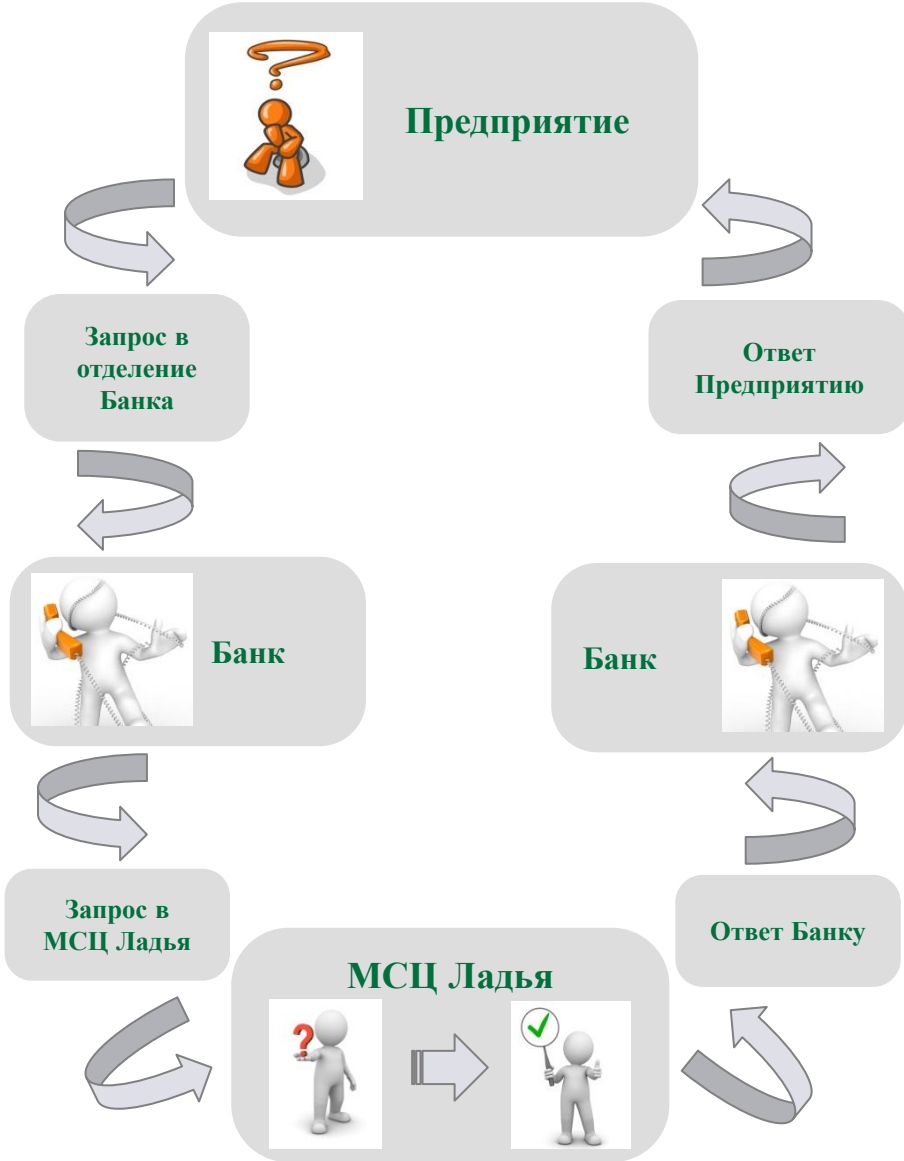 Предприятие
Запрос в
отделение
Банка
Ответ
Предприятию
Банк
Банк
Запрос в
МСЦ Ладья
Ответ Банку
МСЦ Ладья